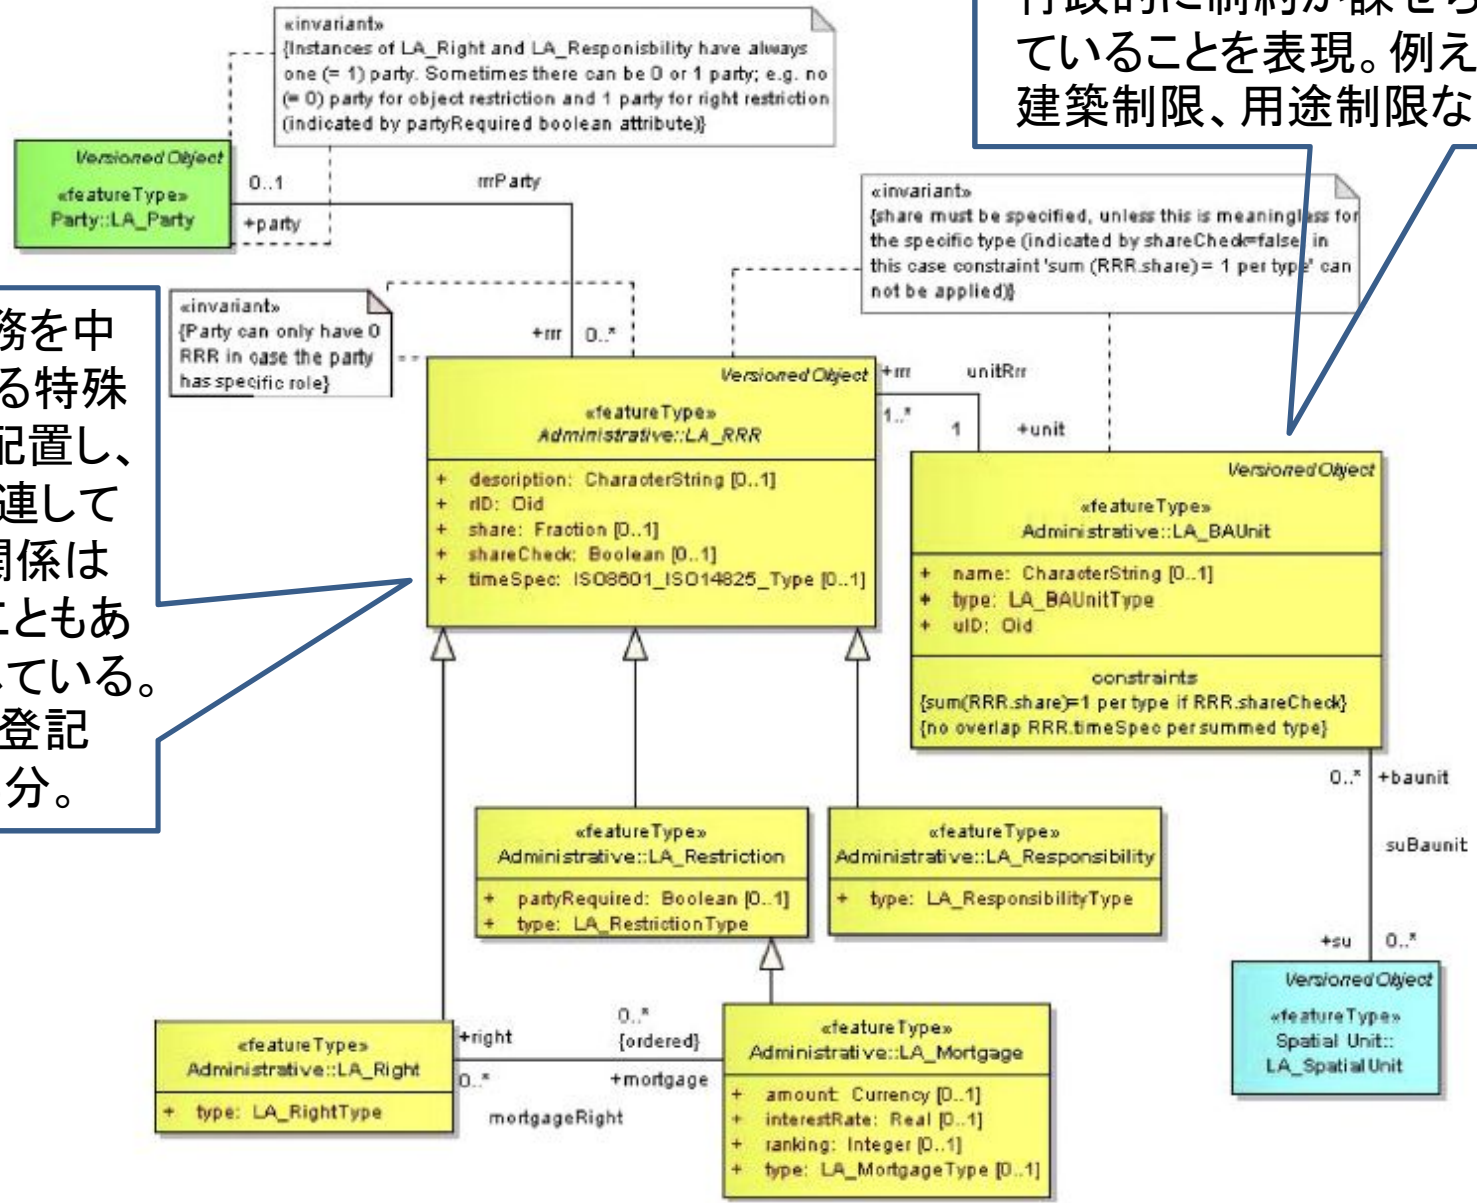 行政的に制約が課せら
ていることを表現。例え
建築制限、用途制限な
«invariant»
{Instances of LA_Right and LA_Responisbility have always
one (= 1) party. Sometimes there can be 0 or 1 party; e.g. no
(= 0) party for object restriction and 1 party for right restriction
(indicated by partyRequired boolean attribute)}
Versioned Object
«featureType»
Party::LA_Party
0..1
+party
rrrParty
«invariant»
{share must be specified, unless this is meaningless for
the specific type (indicated by shareCheck=false, in
this case constraint 'sum (RRR.share) = 1 per type' can
not be applied)}
務を中
る特殊
配置し、
連して
関係は
こともあ
ている。
登記
分。
«invariant»
{Party can only have 0
RRR in case the party
has specific role}
+rrr
0..*
Versioned Object
«featureType»
Administrative::LA_RRR
+ description: CharacterString [0..1]
+ rID: Oid
+ share: Fraction [0..1]
+ shareCheck: Boolean [0..1]
+ timeSpec: ISO8601_ISO14825_Type [0..1]
+rrr
unitRrr
1..*
1
+unit
Versioned Object
«featureType»
Administrative::LA_BAUnit
+ name: CharacterString [0..1]
+ type: LA_BAUnitType
+ uID: Oid
constraints
{sum(RRR.share)=1 per type if RRR.shareCheck}
{no overlap RRR.timeSpec per summed type}
0..*
+baunit
suBaunit
+su
0..*
Versioned Object
«featureType»
Spatial Unit::
LA_SpatialUnit
«featureType»
Administrative::LA_Restriction
+ partyRequired: Boolean [0..1]
+ type: LA_RestrictionType
«featureType»
Administrative::LA_Responsibility
+ type: LA_ResponsibilityType
«featureType»
Administrative::LA_Right
+ type: LA_RightType
+right
0..*
mortgageRight
0..*
{ordered}
+mortgage
«featureType»
Administrative::LA_Mortgage
+ amount: Currency [0..1]
+ interestRate: Real [0..1]
+ ranking: Integer [0..1]
+ type: LA_MortgageType [0..1]